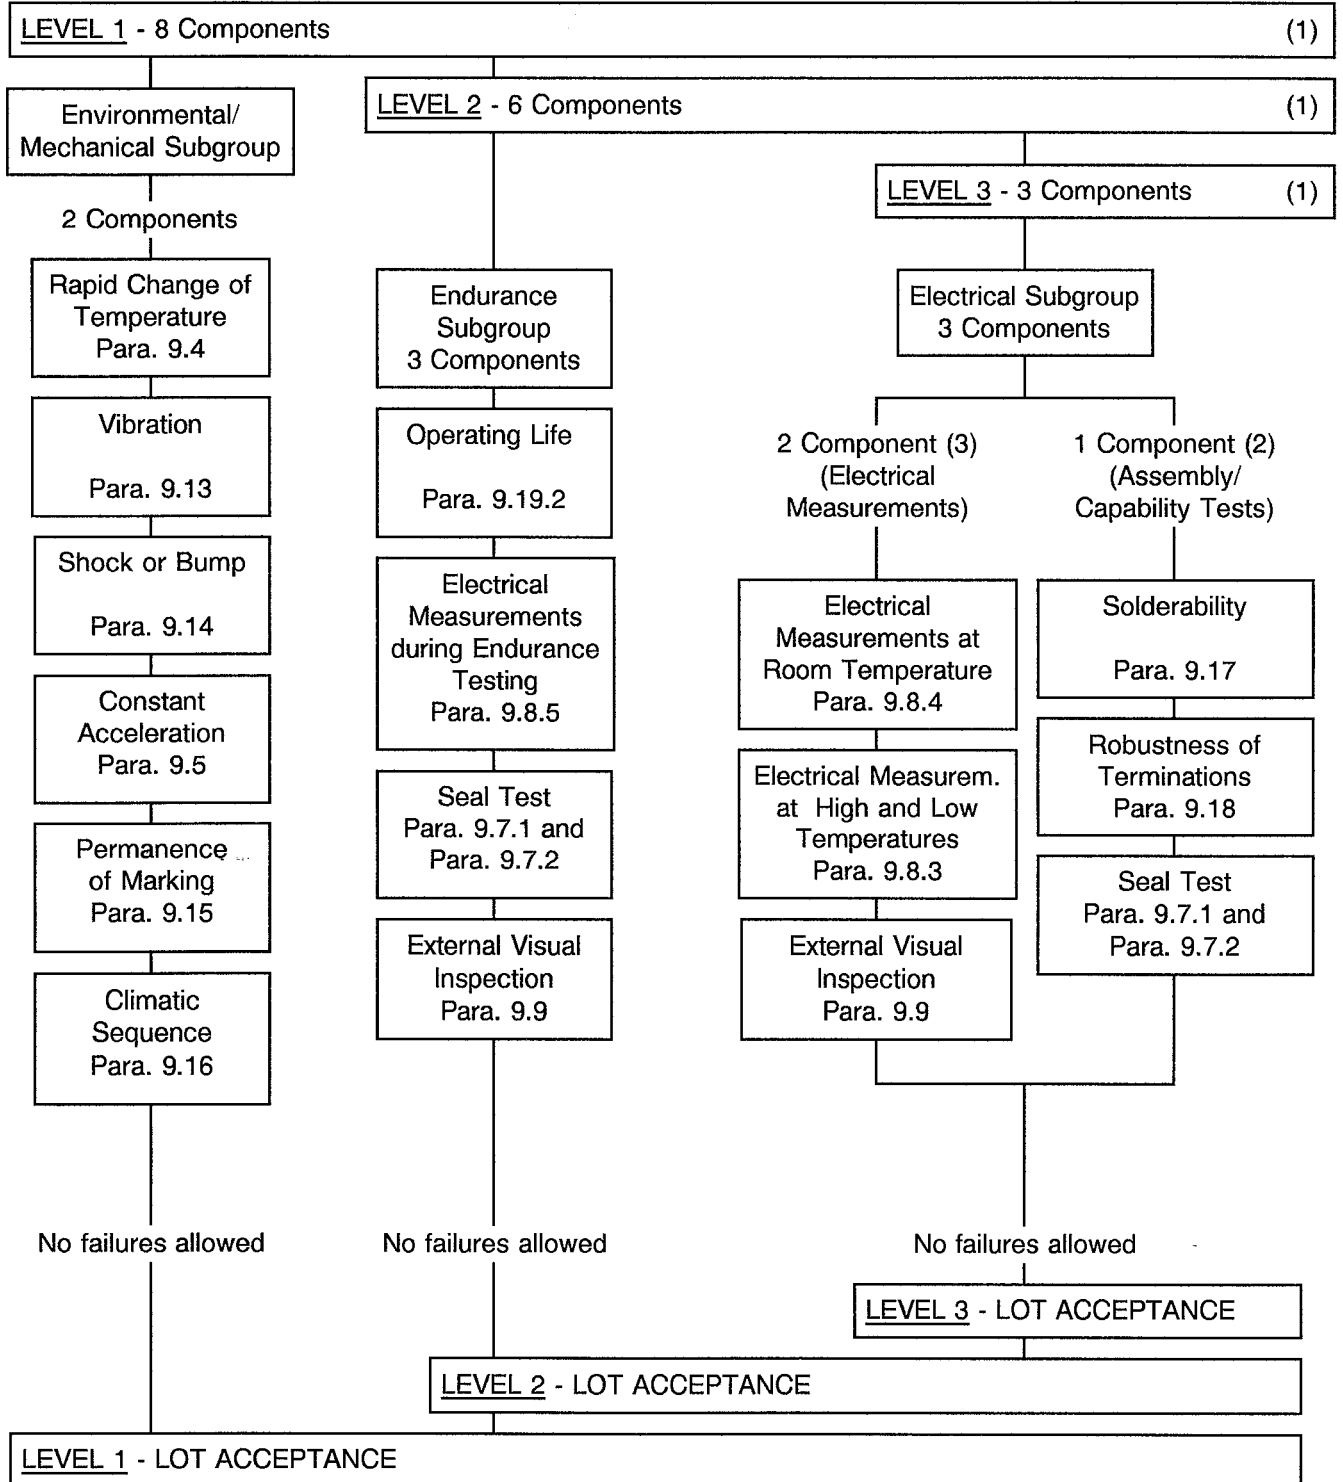 LEVEL 1 - 8 Components (1)
Environmental/
Mechanical Subgroup
2 Components
Rapid Change of
Temperature
Para. 9.4
Vibration
Para. 9.13
Shock or Bump
Para. 9.14
Constant
Acceleration
Para. 9.5
Permanence
of Marking
Para. 9.15
Climatic
Sequence
Para. 9.16
No failures allowed
LEVEL 2 - 6 Components (1)
Endurance
Subgroup
3 Components
Operating Life
Para. 9.19.2
Electrical
Measurements
during Endurance
Testing
Para. 9.8.5
Seal Test
Para. 9.7.1 and
Para. 9.7.2
External Visual
Inspection
Para. 9.9
No failures allowed
LEVEL 3 - 3 Components (1)
Electrical Subgroup
3 Components
2 Component (3)
(Electrical
Measurements)
Electrical
Measurements at
Room Temperature
Para. 9.8.4
Electrical Measurem.
at High and Low
Temperatures
Para. 9.8.3
External Visual
Inspection
Para. 9.9
1 Component (2)
(Assembly/
Capability Tests)
Solderability
Para. 9.17
Robustness of
Terminations
Para. 9.18
Seal Test
Para. 9.7.1 and
Para. 9.7.2
No failures allowed
LEVEL 3 - LOT ACCEPTANCE
LEVEL 2 - LOT ACCEPTANCE
LEVEL 1 - LOT ACCEPTANCE